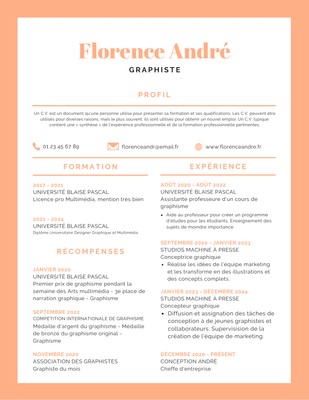 Florence André
GRAPHISTE
PROFIL
Un C.V. est un document qu'une personne utilise pour présenter sa formation et ses qualifications. Les C.V. peuvent être
utilisés pour diverses raisons, mais le plus souvent, ils sont utilisés pour obtenir un nouvel emploi. Un C.V. typique
contient une « synthèse » de l'expérience professionnelle et de la formation professionnelle pertinentes.
01 23 45 67 89
florenceandre@email.fr
www.florenceandre.fr
FORMATION
2017 - 2021
UNIVERSITÉ BLAISE PASCAL
Licence pro Multimédia, mention très bien
2021 - 2023
UNIVERSITÉ BLAISE PASCAL
Diplôme Universitaire Designer Graphique et Multimédia
RÉCOMPENSES
JANVIER 2020
UNIVERSITÉ BLAISE PASCAL
Premier prix de graphisme pendant la
semaine des Arts multimédia - 3e place de
narration graphique - Graphisme
SEPTEMBRE 2022
COMPÉTITION INTERNATIONALE DE GRAPHISME
Médaille d'argent du graphisme - Médaille
de bronze du graphisme original -
Graphisme
NOVEMBRE 2020
ASSOCIATION DES GRAPHISTES
Graphiste du mois
EXPÉRIENCE
AOÛT 2020 - AOÛT 2022
UNIVERSITÉ BLAISE PASCAL
Assistante professeure d'un cours de
graphisme
Aide au professeur pour créer un programme
d'études pour les étudiants. Enseignement des
sujets de moindre importance
SEPTEMBRE 2020 - JANVIER 2023
STUDIOS MACHINE À PRESSE
Conceptrice graphique
Réalise les idées de l'équipe marketing
et les transforme en des illustrations et
des concepts complets.
JANVIER 2023 - DECEMBRE 2024
STUDIOS MACHINE À PRESSE
Concepteur graphique
Diffusion et assignation des tâches de
conception à de jeunes graphistes et
collaborateurs. Supervision de la
création de l'équipe de marketing.
DECEMBRE 2020 - PRÉSENT
CONCEPTION ANDRÉ
Cheffe d'entreprise